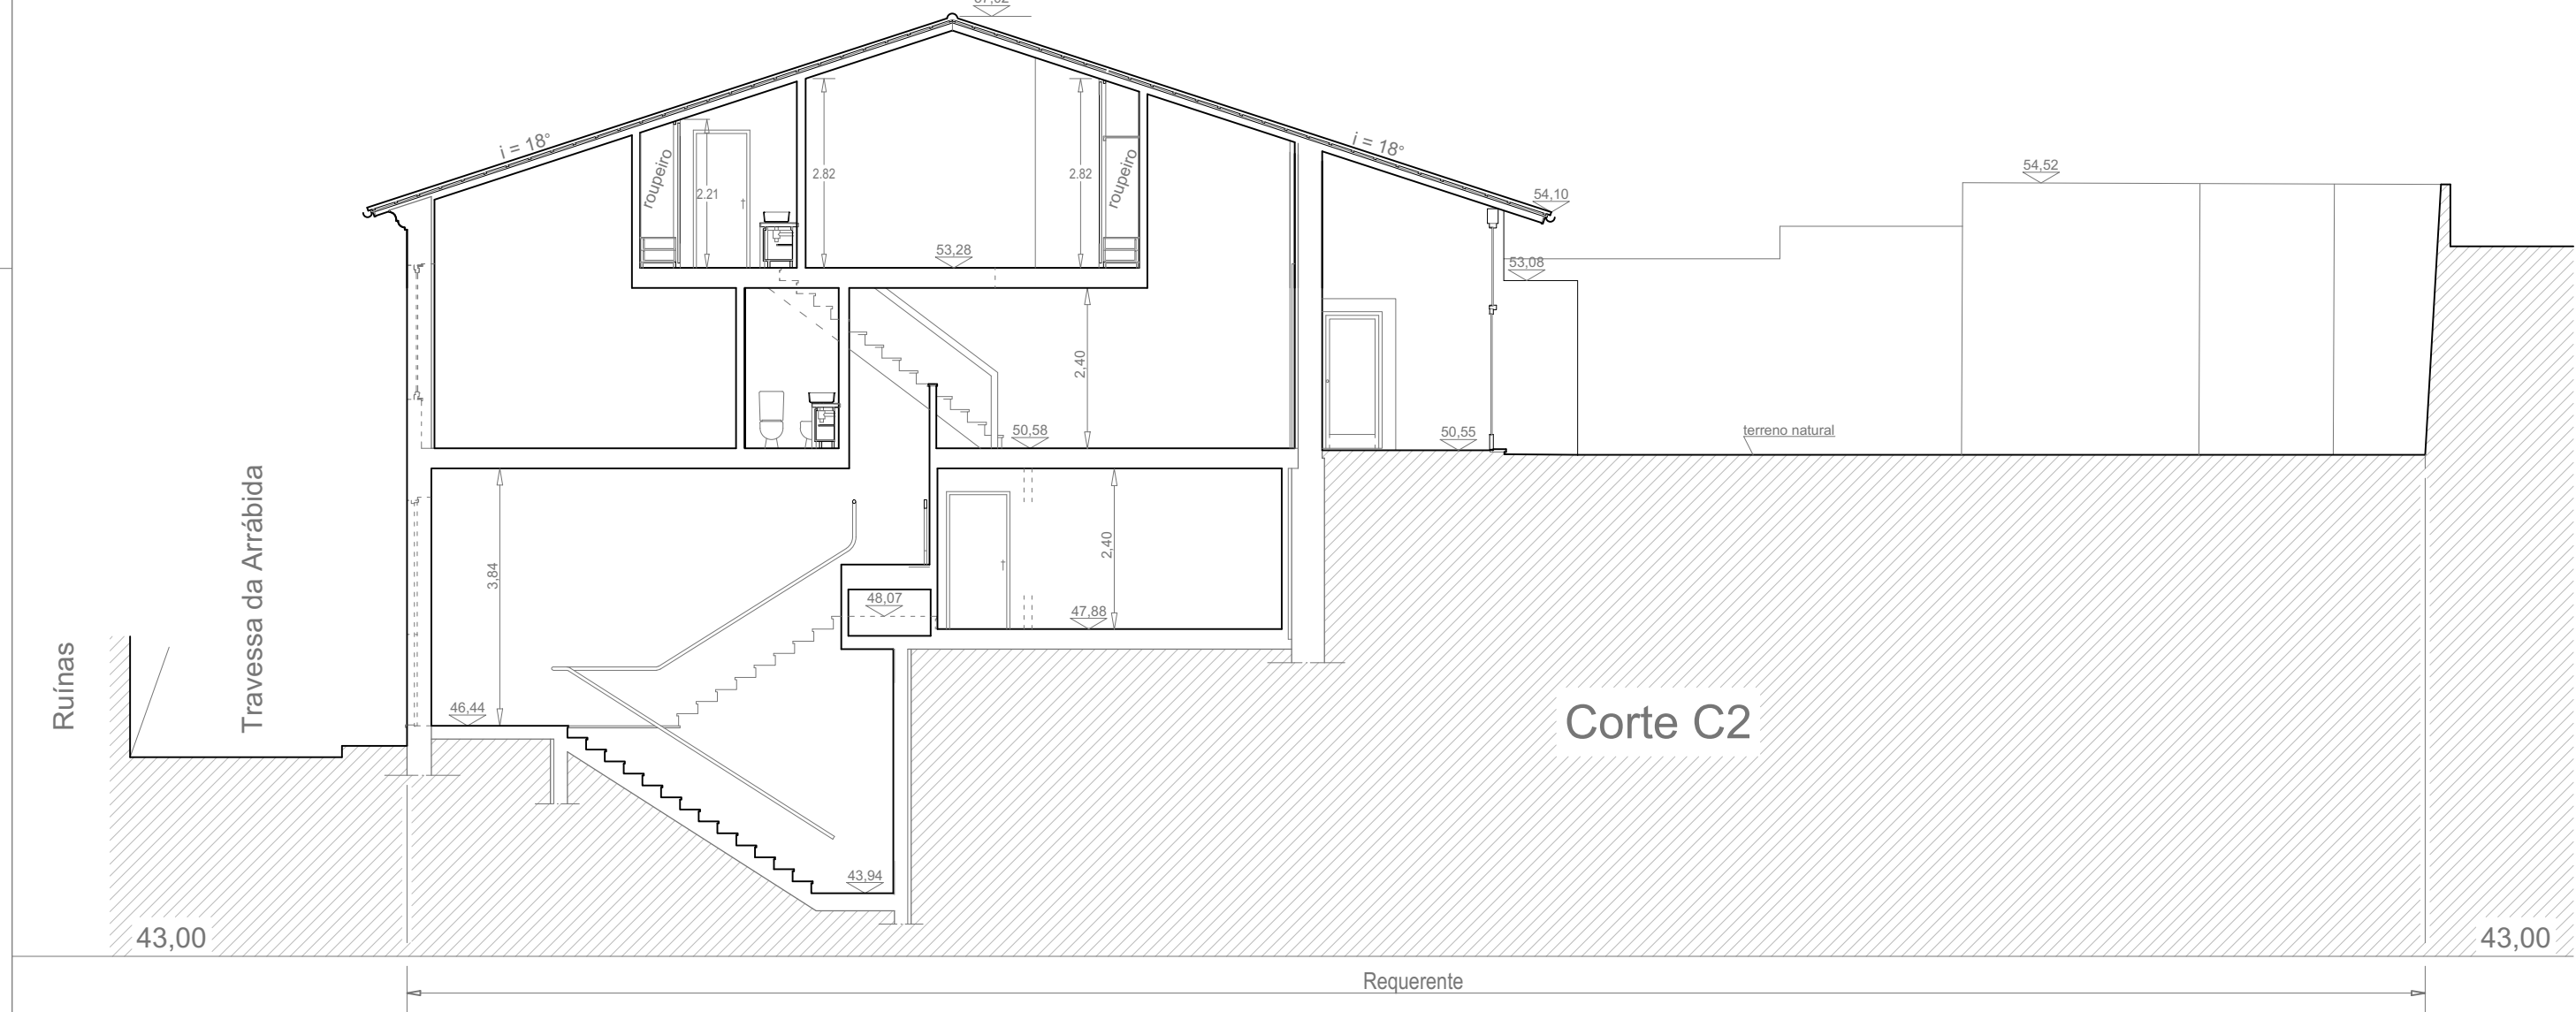 i = 18°
i = 18°
roupeiro
2.21
2.82
2.82
roupeiro
54,10
54,52
53,28
53,08
2,40
50,58
50,55
terreno natural
Travessa da Arrábida
Ruínas
3,84
2,40
48,07
47,88
46,44
Corte C2
43,94
43,00
43,00
Requerente